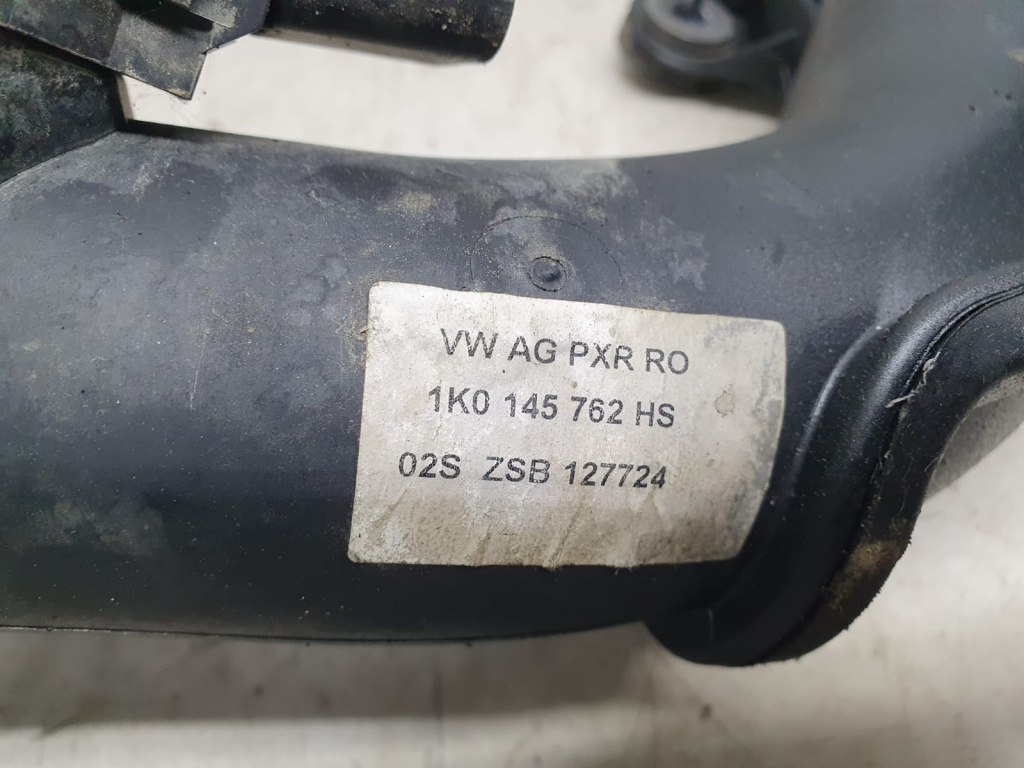 VW AG PXR RO
1K0 145 762 HS
02S ZSB 127724